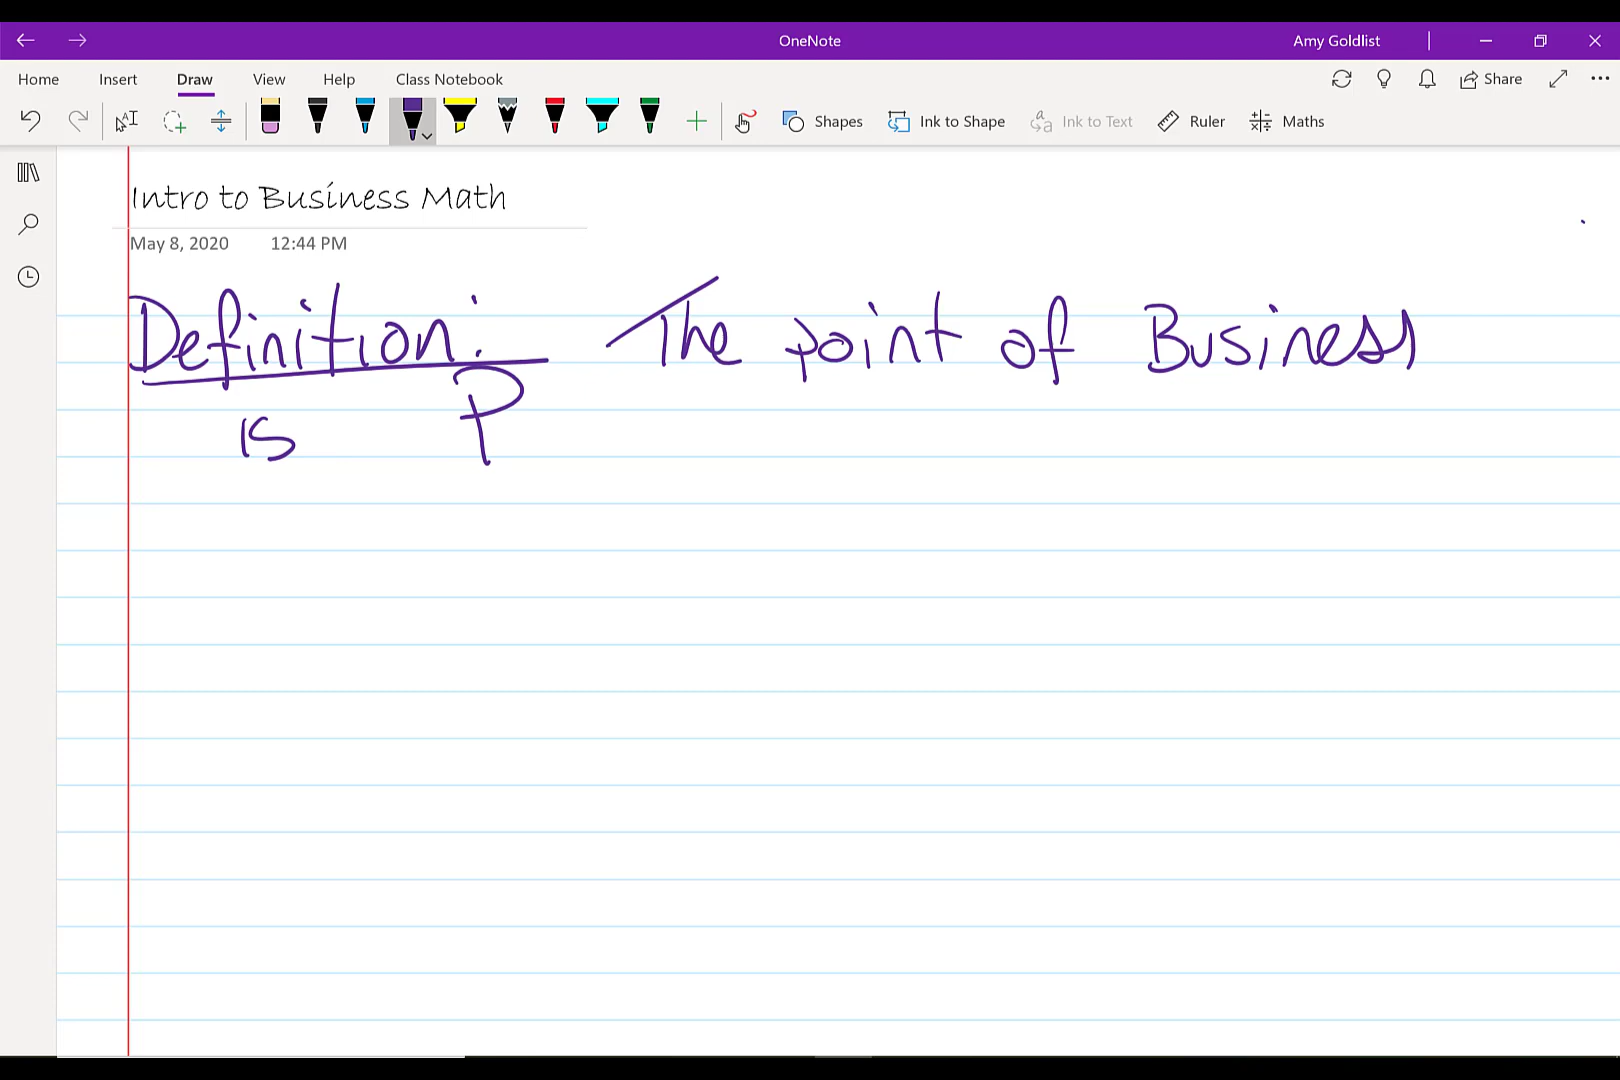 OneNote
Amy Goldlist
Home Insert Draw View Help Class Notebook
Share
Shapes Ink to Shape Ink to Text Ruler Maths
Intro to Business Math
May 8, 2020 12:44 PM
Definition: The point of Business
is P